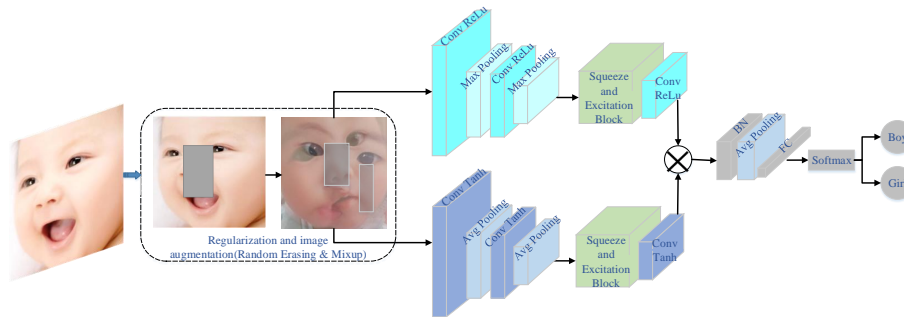 Conv ReLu
Max Pooling
Conv ReLu
Max Pooling
Squeeze
and
Excitation
Block
Conv
ReLu
Regularization and image
augmentation(Random Erasing & Mixup)
Conv Tanh
Avg Pooling
Conv Tanh
Avg Pooling
Squeeze
and
Excitation
Block
Conv
Tanh
BN
Avg Pooling
FC
Softmax
Boy
Girl